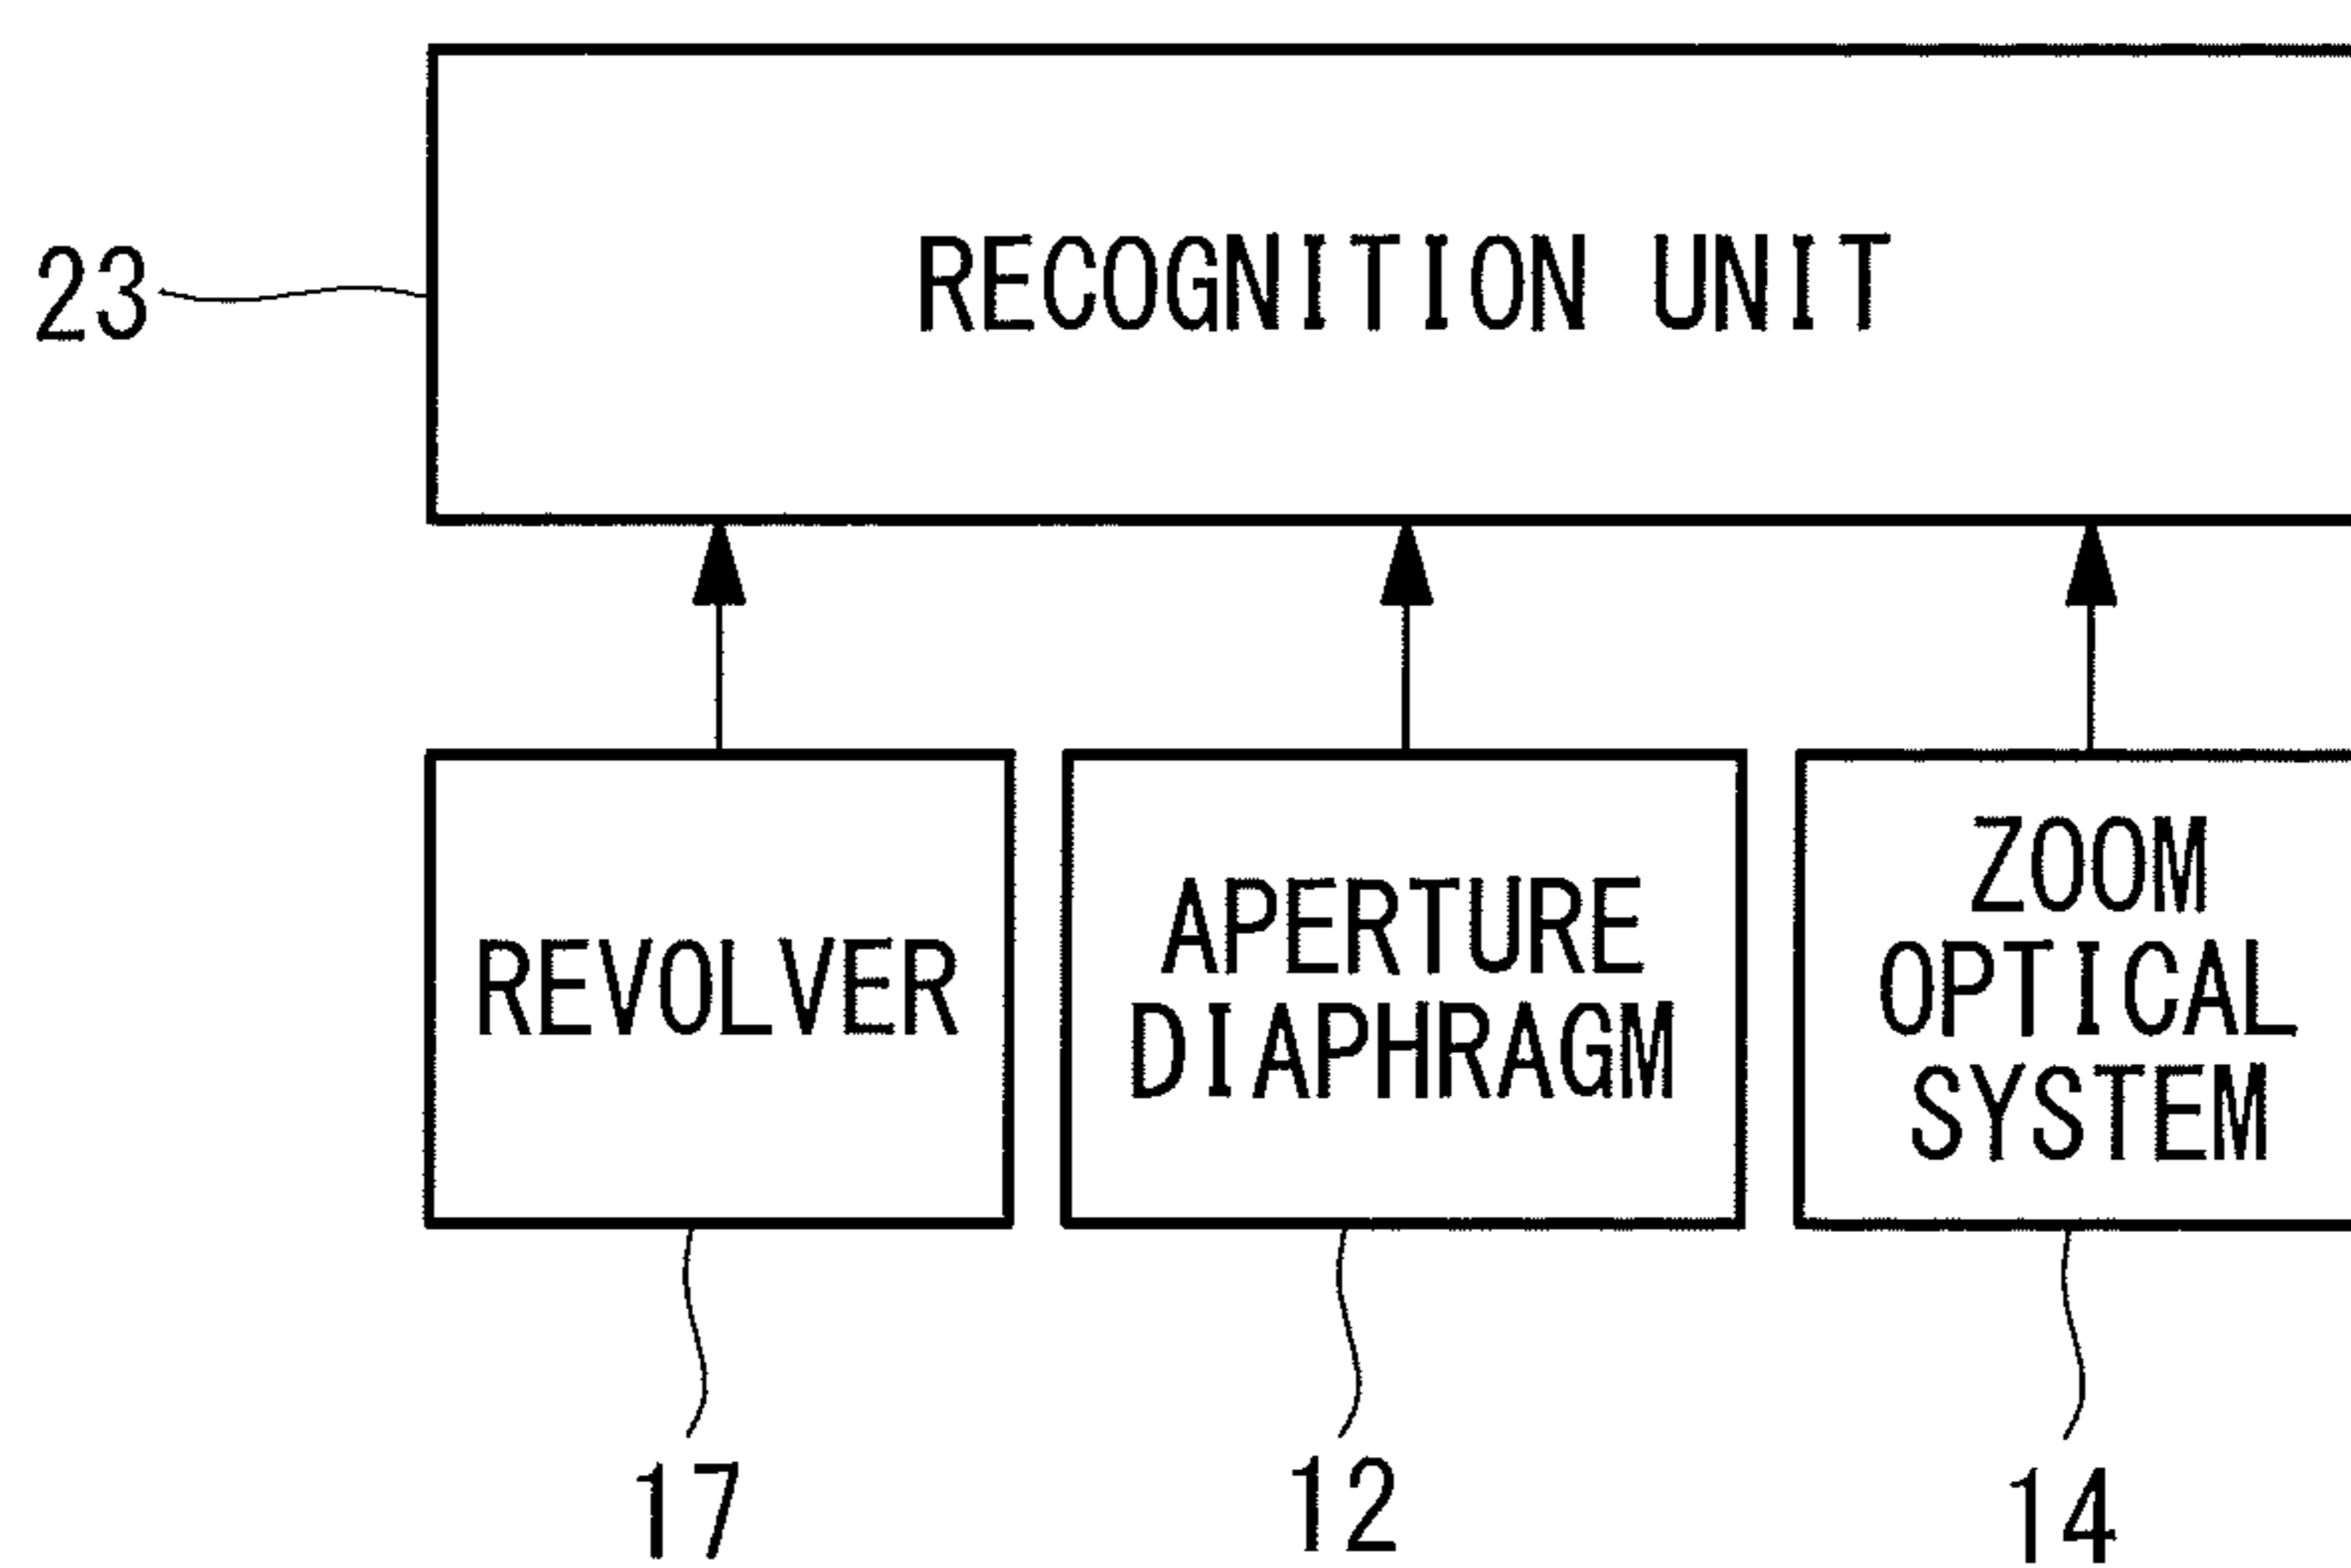 RECOGNITION UNIT
23
REVOLVER
APERTURE
DIAPHRAGM
ZOOM
OPTICAL
SYSTEM
17
12
14